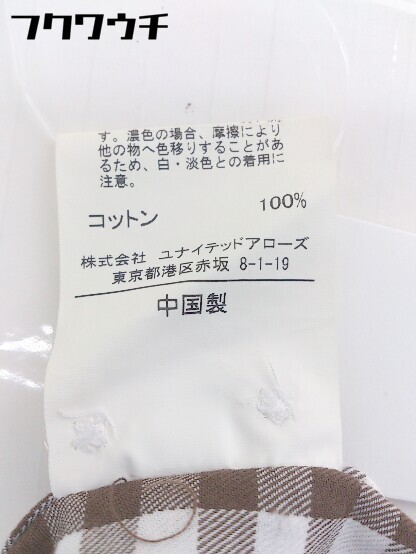 フクワウチ
す。濃色の場合、摩擦により
他の物へ色移りすることがあ
るため、白・淡色との着用に
注意。
コットン 100%
株式会社 ユナイテッドアローズ
東京都港区赤坂 8-1-19
中国製